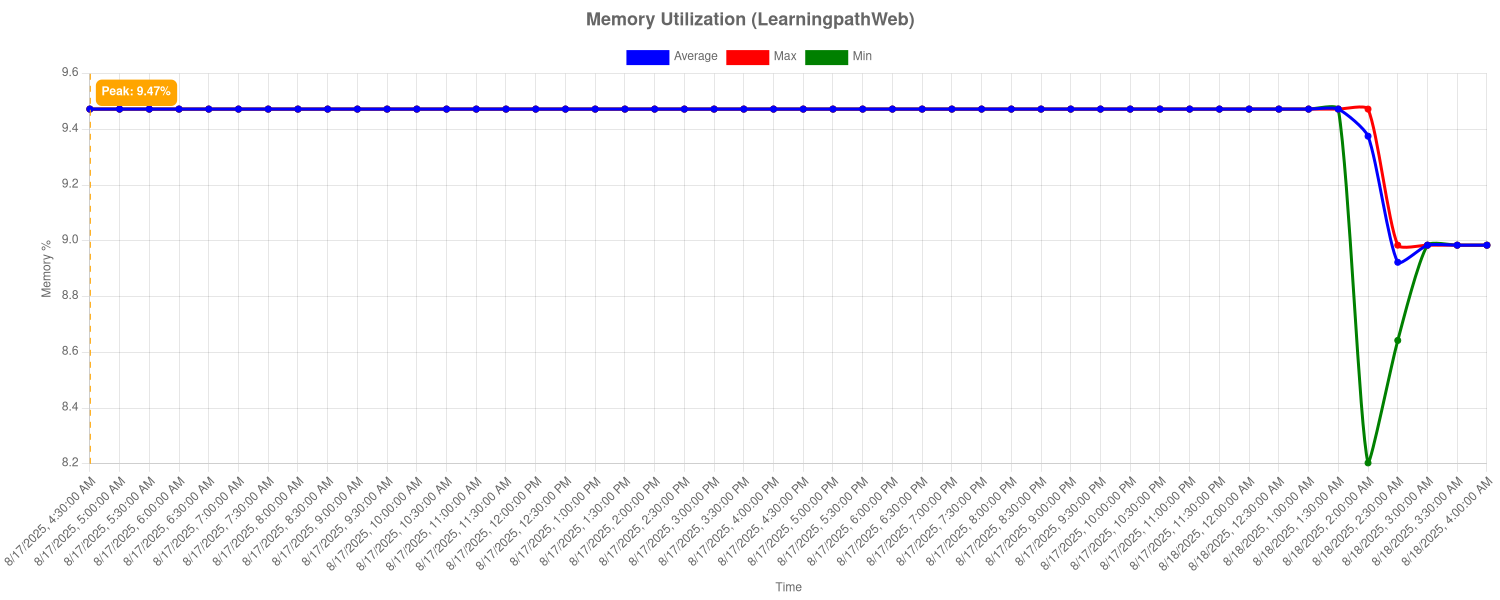 Memory Utilization (LearningpathWeb)
Average Max Min
9.6
Peak: 9.47%
9.4
9.2
9.0
8.8
8.6
8.4
8.2
Memory %
8/17/2025, 4:30:00 AM
8/17/2025, 5:00:00 AM
8/17/2025, 5:30:00 AM
8/17/2025, 6:00:00 AM
8/17/2025, 6:30:00 AM
8/17/2025, 7:00:00 AM
8/17/2025, 7:30:00 AM
8/17/2025, 8:00:00 AM
8/17/2025, 8:30:00 AM
8/17/2025, 9:00:00 AM
8/17/2025, 9:30:00 AM
8/17/2025, 10:00:00 AM
8/17/2025, 10:30:00 AM
8/17/2025, 11:00:00 AM
8/17/2025, 11:30:00 AM
8/17/2025, 12:00:00 PM
8/17/2025, 12:30:00 PM
8/17/2025, 1:00:00 PM
8/17/2025, 1:30:00 PM
8/17/2025, 2:00:00 PM
8/17/2025, 2:30:00 PM
8/17/2025, 3:00:00 PM
8/17/2025, 3:30:00 PM
8/17/2025, 4:00:00 PM
8/17/2025, 4:30:00 PM
8/17/2025, 5:00:00 PM
8/17/2025, 5:30:00 PM
8/17/2025, 6:00:00 PM
8/17/2025, 6:30:00 PM
8/17/2025, 7:00:00 PM
8/17/2025, 7:30:00 PM
8/17/2025, 8:00:00 PM
8/17/2025, 8:30:00 PM
8/17/2025, 9:00:00 PM
8/17/2025, 9:30:00 PM
8/17/2025, 10:00:00 PM
8/17/2025, 10:30:00 PM
8/17/2025, 11:00:00 PM
8/17/2025, 11:30:00 PM
8/18/2025, 12:00:00 AM
8/18/2025, 12:30:00 AM
8/18/2025, 1:00:00 AM
8/18/2025, 1:30:00 AM
8/18/2025, 2:00:00 AM
8/18/2025, 2:30:00 AM
8/18/2025, 3:00:00 AM
8/18/2025, 3:30:00 AM
8/18/2025, 4:00:00 AM
Time